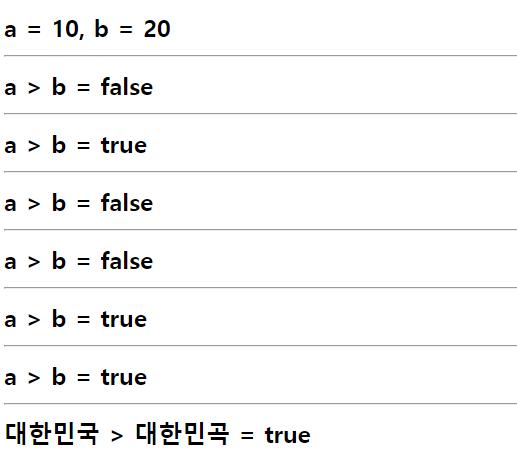 a = 10, b = 20
a > b = false
a > b = true
a > b = false
a > b = false
a > b = true
a > b = true
대한민국 > 대한민곡 = true